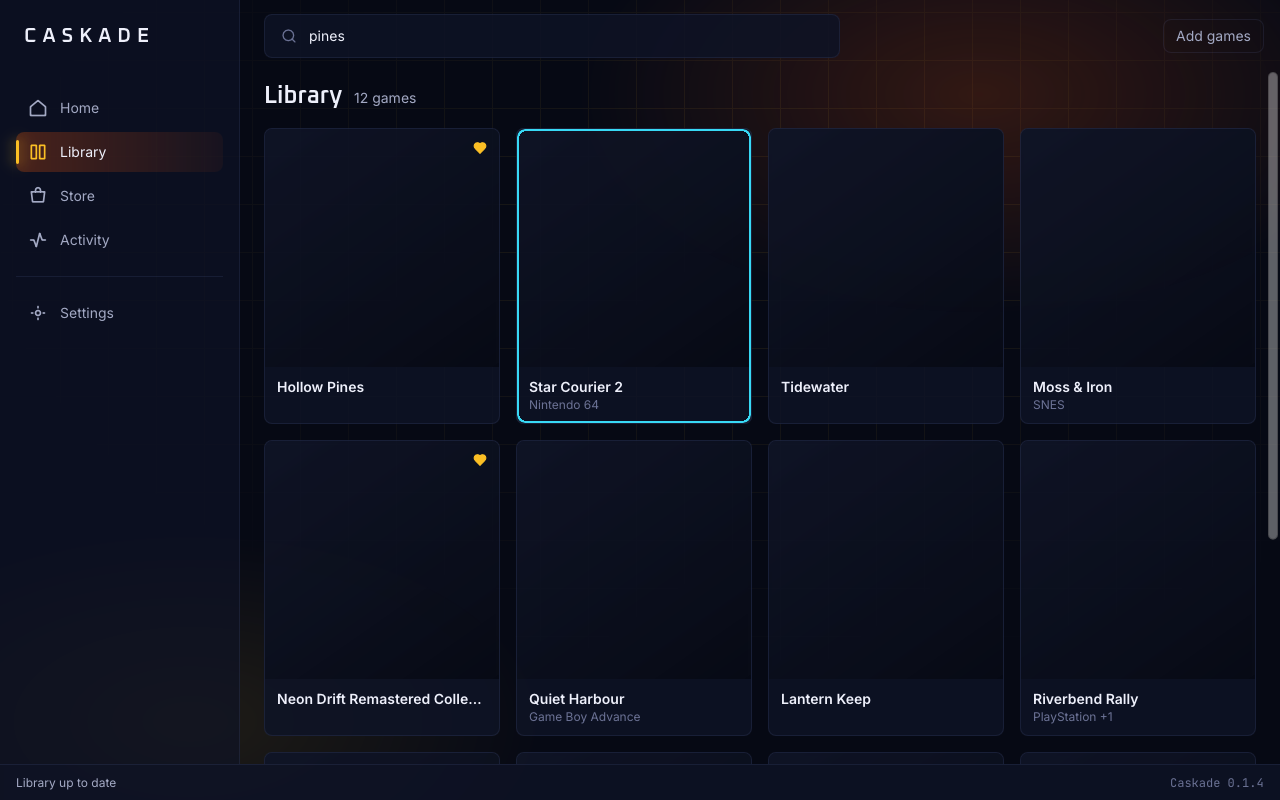 CASKADE
pines
Add games
Home
Library
Store
Activity
Settings
Library 12 games
Hollow Pines
Star Courier 2
Nintendo 64
Tidewater
Moss & Iron
SNES
Neon Drift Remastered Colle...
Quiet Harbour
Game Boy Advance
Lantern Keep
Riverbend Rally
PlayStation +1
Library up to date
Caskade 0.1.4